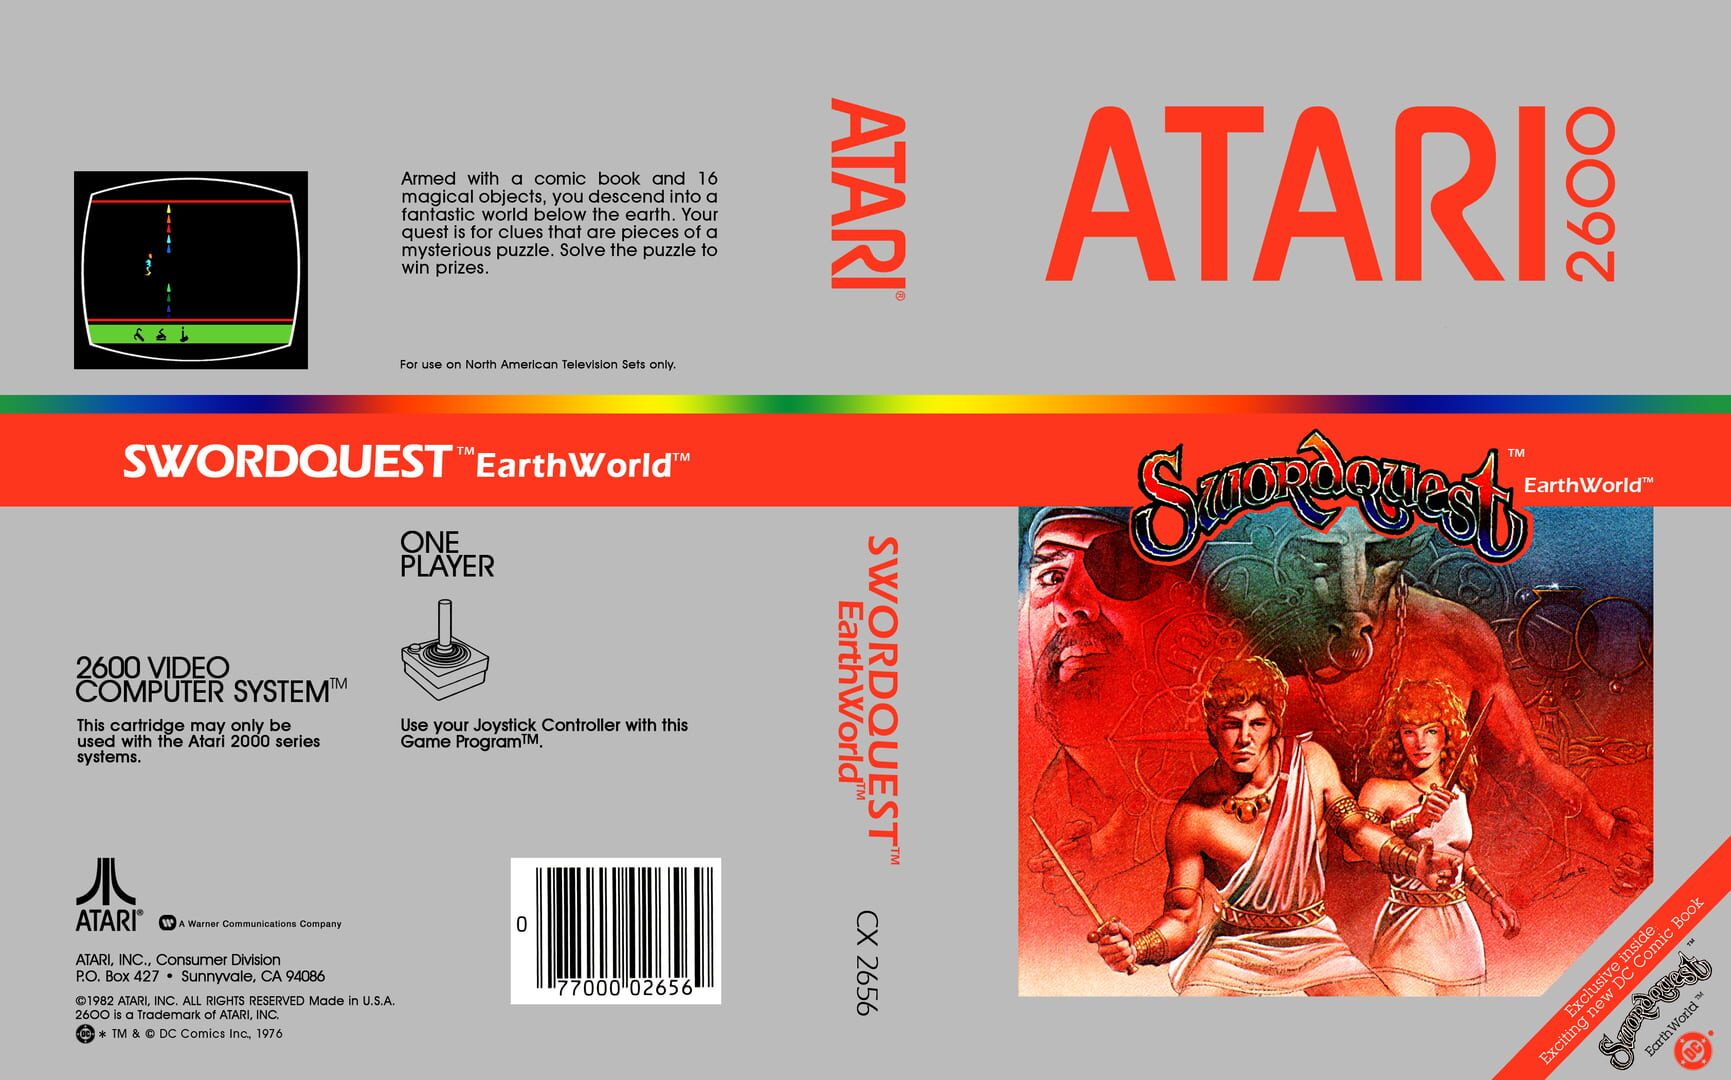 Armed with a comic book and 16
magical objects, you descend into a
fantastic world below the earth. Your
quest is for clues that are pieces of a
mysterious puzzle. Solve the puzzle to
win prizes.
For use on North American Television Sets only.
ATARI®
ATARI 2600
SWORDQUEST™ EarthWorld™
Swordquest™
EarthWorld™
ONE
PLAYER
2600 VIDEO
COMPUTER SYSTEM™
This cartridge may only be
used with the Atari 2000 series
systems.
Use your Joystick Controller with this
Game Program™.
SWORDQUEST™
EarthWorld™
CX 2656
ATARI®
A Warner Communications Company
ATARI, INC., Consumer Division
P.O. Box 427 • Sunnyvale, CA 94086
©1982 ATARI, INC. ALL RIGHTS RESERVED Made in U.S.A.
2600 is a Trademark of ATARI, INC.
DC * TM & © DC Comics Inc., 1976
0 77000 02656
Exclusive inside.
Exciting new DC Comic Book
Swordquest™
EarthWorld™
DC